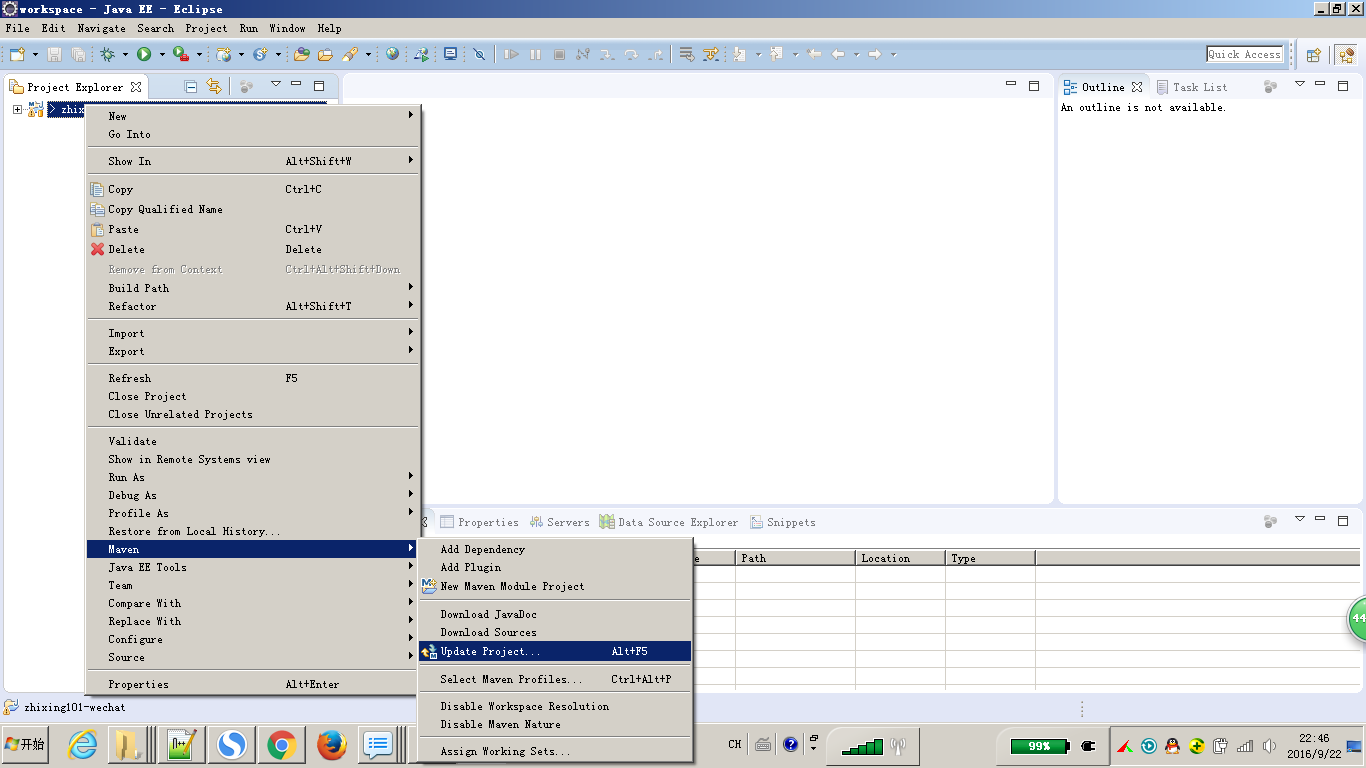 workspace - Java EE - Eclipse
File Edit Navigate Search Project Run Window Help
Quick Access
Project Explorer
Outline Task List
An outline is not available.
New
Go Into
Show In Alt+Shift+W
Copy Ctrl+C
Copy Qualified Name
Paste Ctrl+V
Delete Delete
Remove from Context Ctrl+Alt+Shift+Down
Build Path
Refactor Alt+Shift+T
Import
Export
Refresh F5
Close Project
Close Unrelated Projects
Validate
Show in Remote Systems view
Run As
Debug As
Profile As
Restore from Local History...
Maven
Java EE Tools
Team
Compare With
Replace With
Configure
Source
Properties Alt+Enter
Properties Servers Data Source Explorer Snippets
Path Location Type
Add Dependency
Add Plugin
New Maven Module Project
Download JavaDoc
Download Sources
Update Project... Alt+F5
Select Maven Profiles... Ctrl+Alt+P
Disable Workspace Resolution
Disable Maven Nature
Assign Working Sets...
44
zhixing101-wechat
开始
CH
99%
22:46
2016/9/22